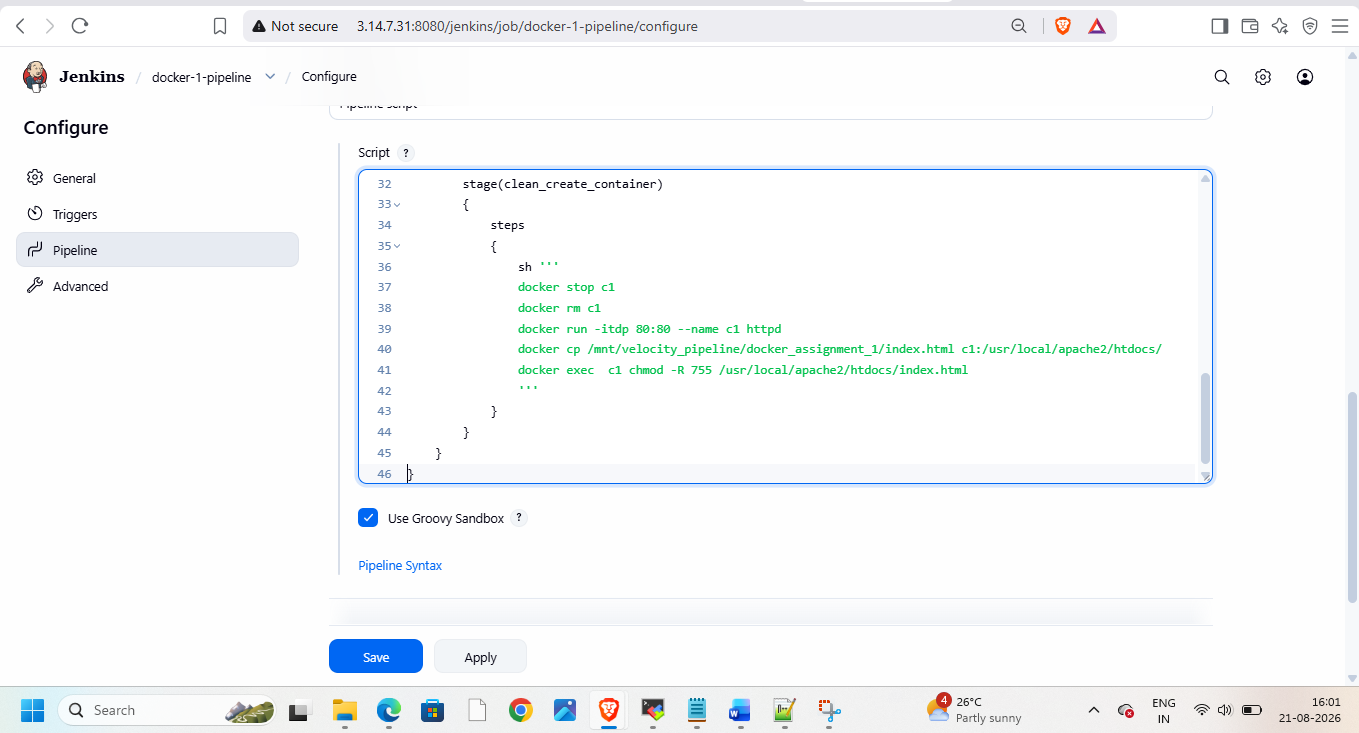 Not secure 3.14.7.31:8080/jenkins/job/docker-1-pipeline/configure
Jenkins / docker-1-pipeline / Configure
Configure
General
Triggers
Pipeline
Advanced
Pipeline script
Script ?
32 stage(clean_create_container)
33 {
34 steps
35 {
36 sh '''
37 docker stop c1
38 docker rm c1
39 docker run -itdp 80:80 --name c1 httpd
40 docker cp /mnt/velocity_pipeline/docker_assignment_1/index.html c1:/usr/local/apache2/htdocs/
41 docker exec  c1 chmod -R 755 /usr/local/apache2/htdocs/index.html
42 '''
43 }
44 }
45 }
46 }
Use Groovy Sandbox ?
Pipeline Syntax
Save Apply
Search
4
26°C
Partly sunny
ENG
IN
16:01
21-08-2026